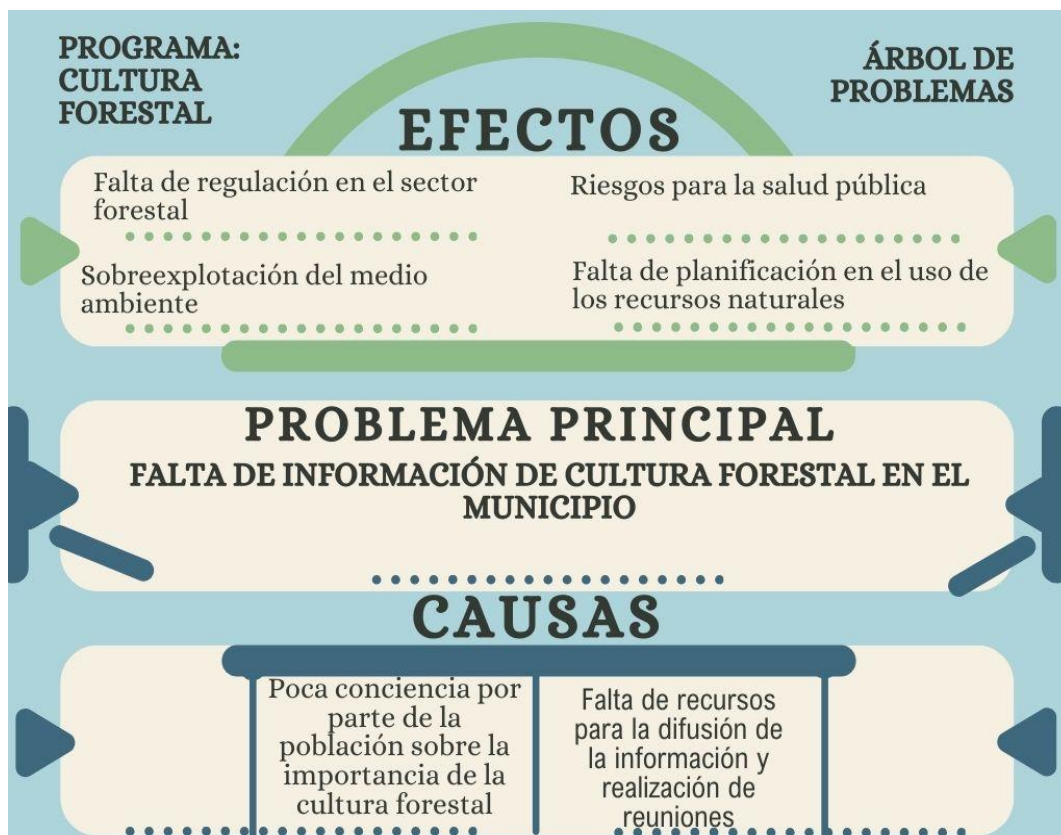 PROGRAMA:
CULTURA
FORESTAL
ÁRBOL DE
PROBLEMAS
EFECTOS
Falta de regulación en el sector
forestal
Riesgos para la salud pública
Sobreexplotación del medio
ambiente
Falta de planificación en el uso de
los recursos naturales
PROBLEMA PRINCIPAL
FALTA DE INFORMACIÓN DE CULTURA FORESTAL EN EL
MUNICIPIO
CAUSAS
Poca conciencia por
parte de la
población sobre la
importancia de la
cultura forestal
Falta de recursos
para la difusión de
la información y
realización de
reuniones